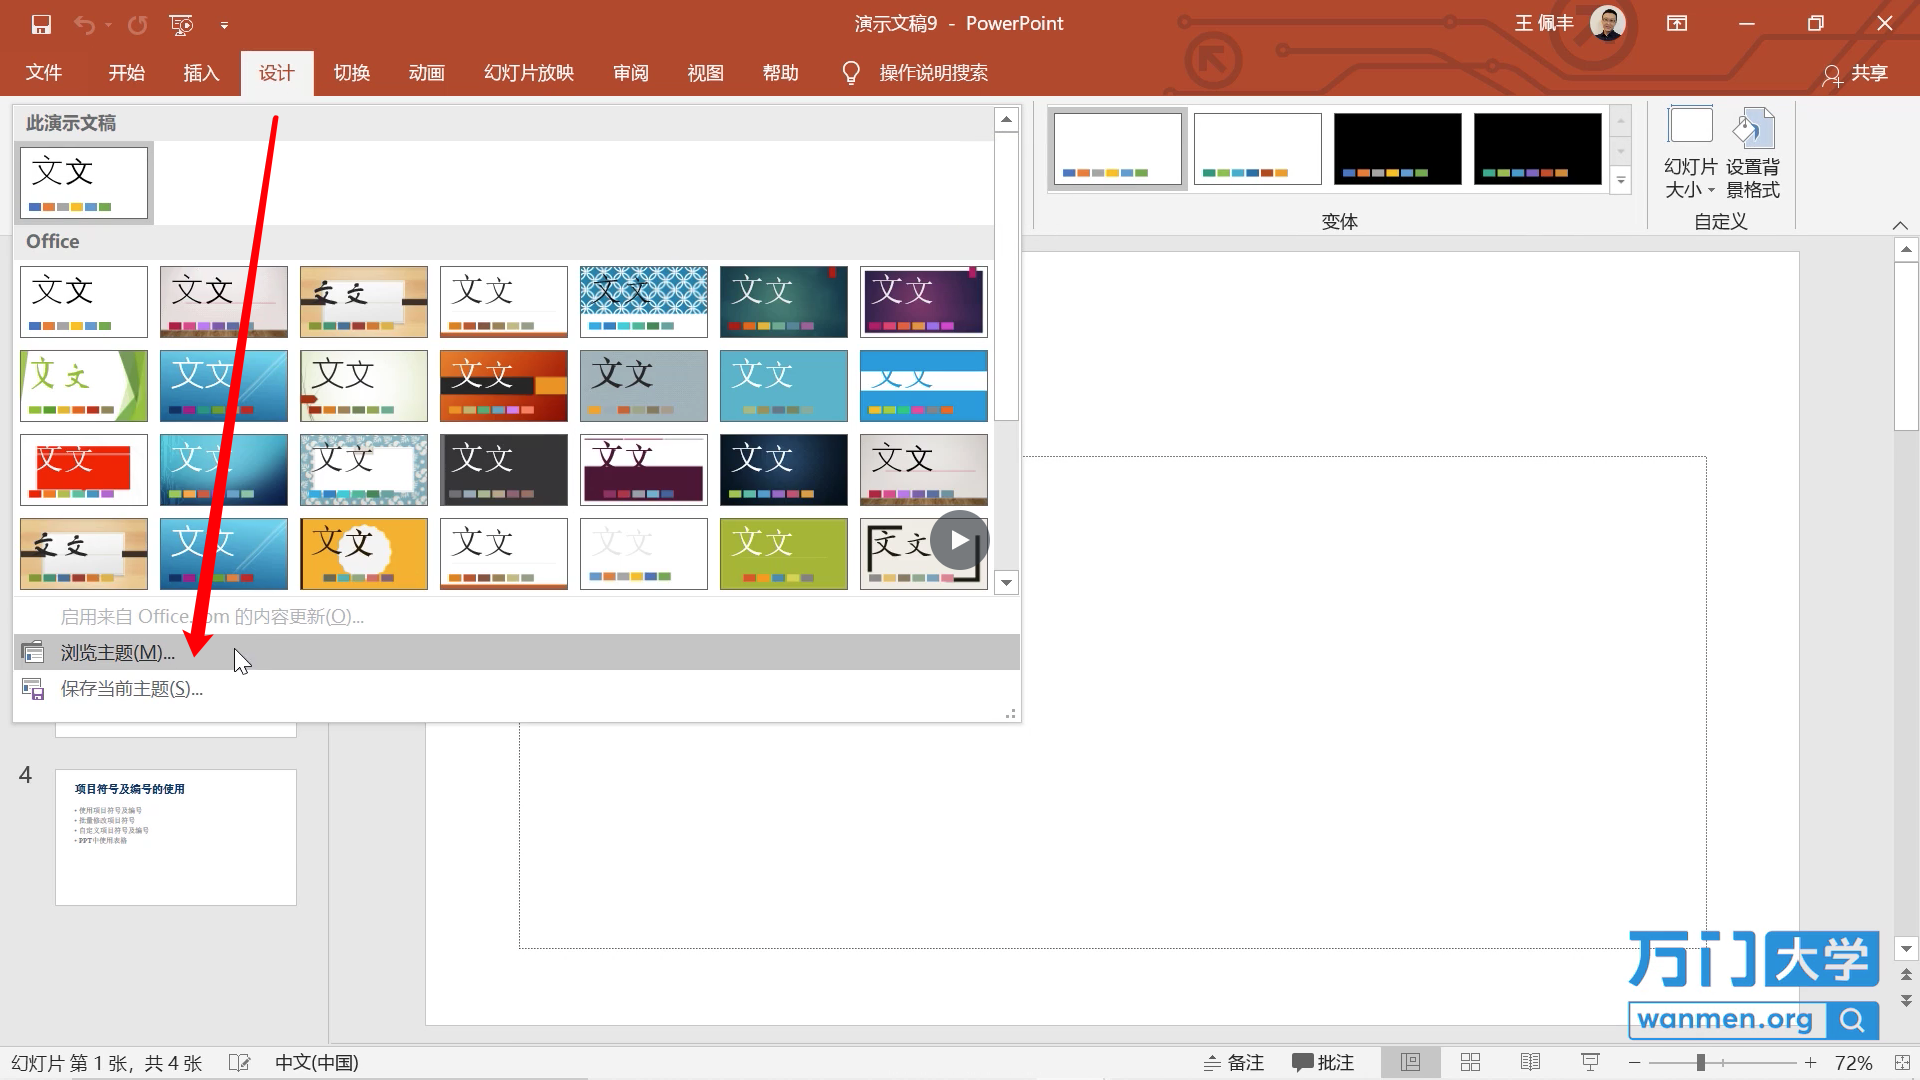 演示文稿9 - PowerPoint
王 佩丰
文件 开始 插入 设计 切换 动画 幻灯片放映 审阅 视图 帮助 操作说明搜索 共享
此演示文稿
文文
Office
文文 文文 文文 文文 文文 文文 文文
文文 文文 文文 文文 文文 文文 文文
文文 文文 文文 文文 文文 文文 文文
文文 文文 文文 文文 文文 文文 文文
启用来自 Office.com 的内容更新(O)...
浏览主题(M)...
保存当前主题(S)...
变体
幻灯片
大小
设置背
景格式
自定义
4
项目符号及编号的使用
• 使用项目符号及编号
• 批量修改项目符号
• 自定义项目符号及编号
• PPT中使用表格
万门大学
wanmen.org
幻灯片 第 1 张，共 4 张 中文(中国) 备注 批注 72%